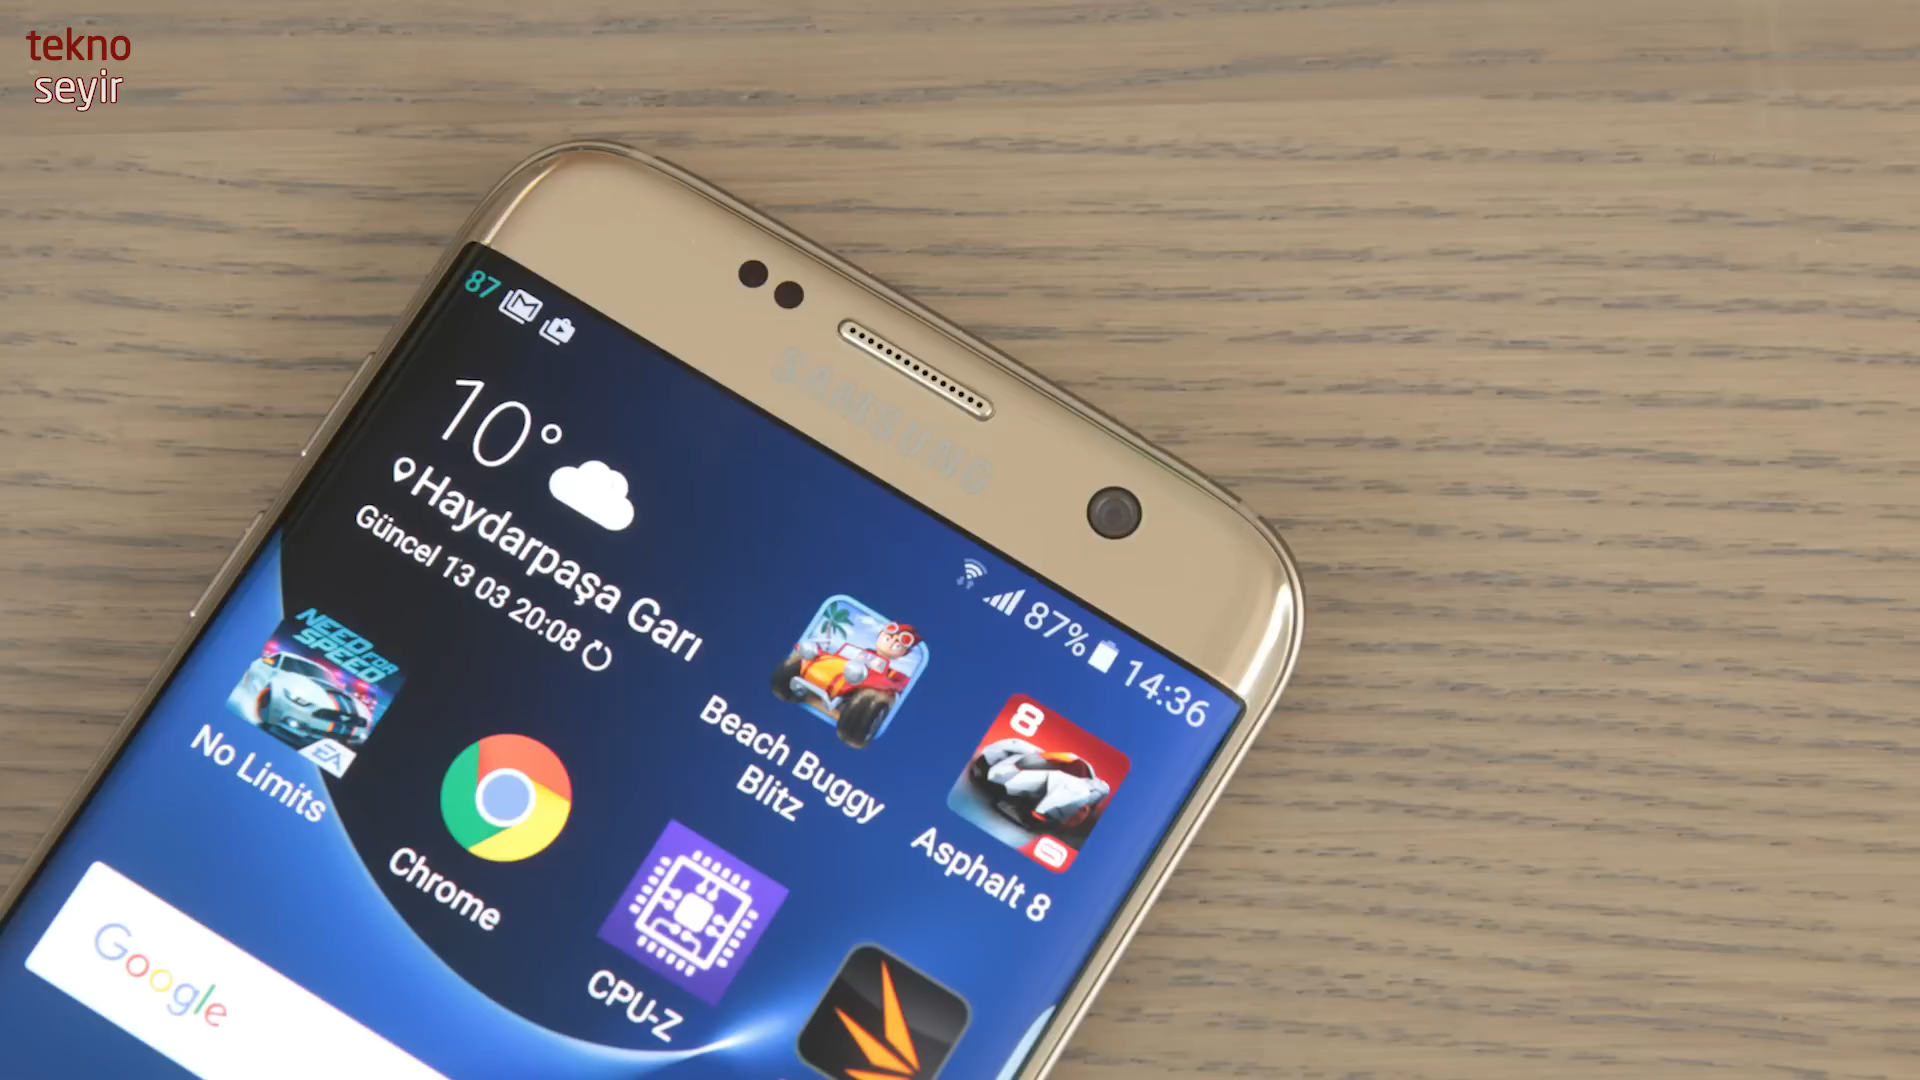 tekno
seyir
87
SAMSUNG
10°
Haydarpaşa Garı
Güncel 13 03 20:08
87% 14:36
NEED FOR
SPEED
EA
No Limits
Chrome
Beach Buggy
Blitz
8
Asphalt 8
CPU-Z
Google